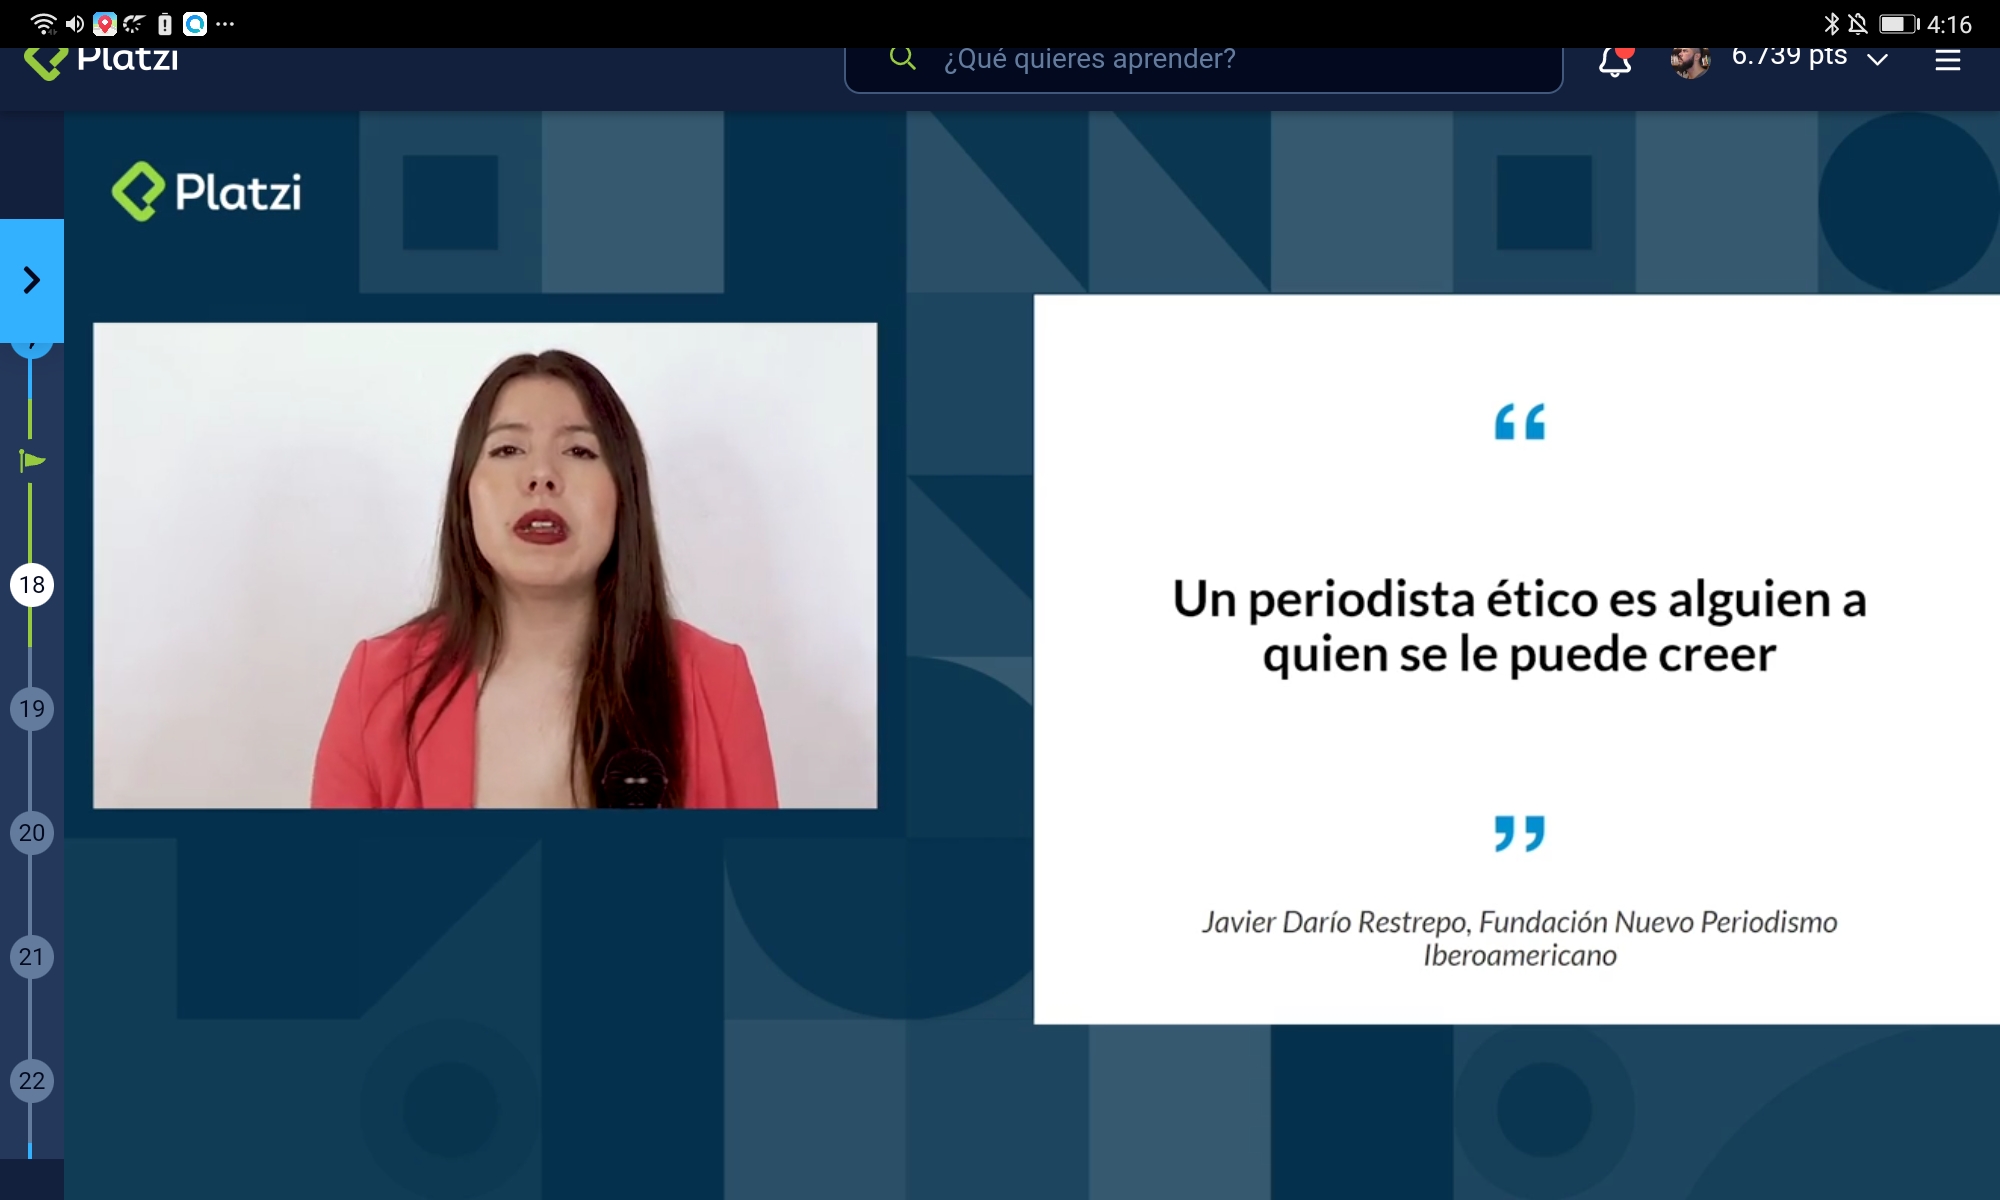 4:16
Platzi
¿Qué quieres aprender?
6.739 pts
Platzi
18
19
20
21
22
“
Un periodista ético es alguien a
quien se le puede creer
”
Javier Darío Restrepo, Fundación Nuevo Periodismo
Iberoamericano